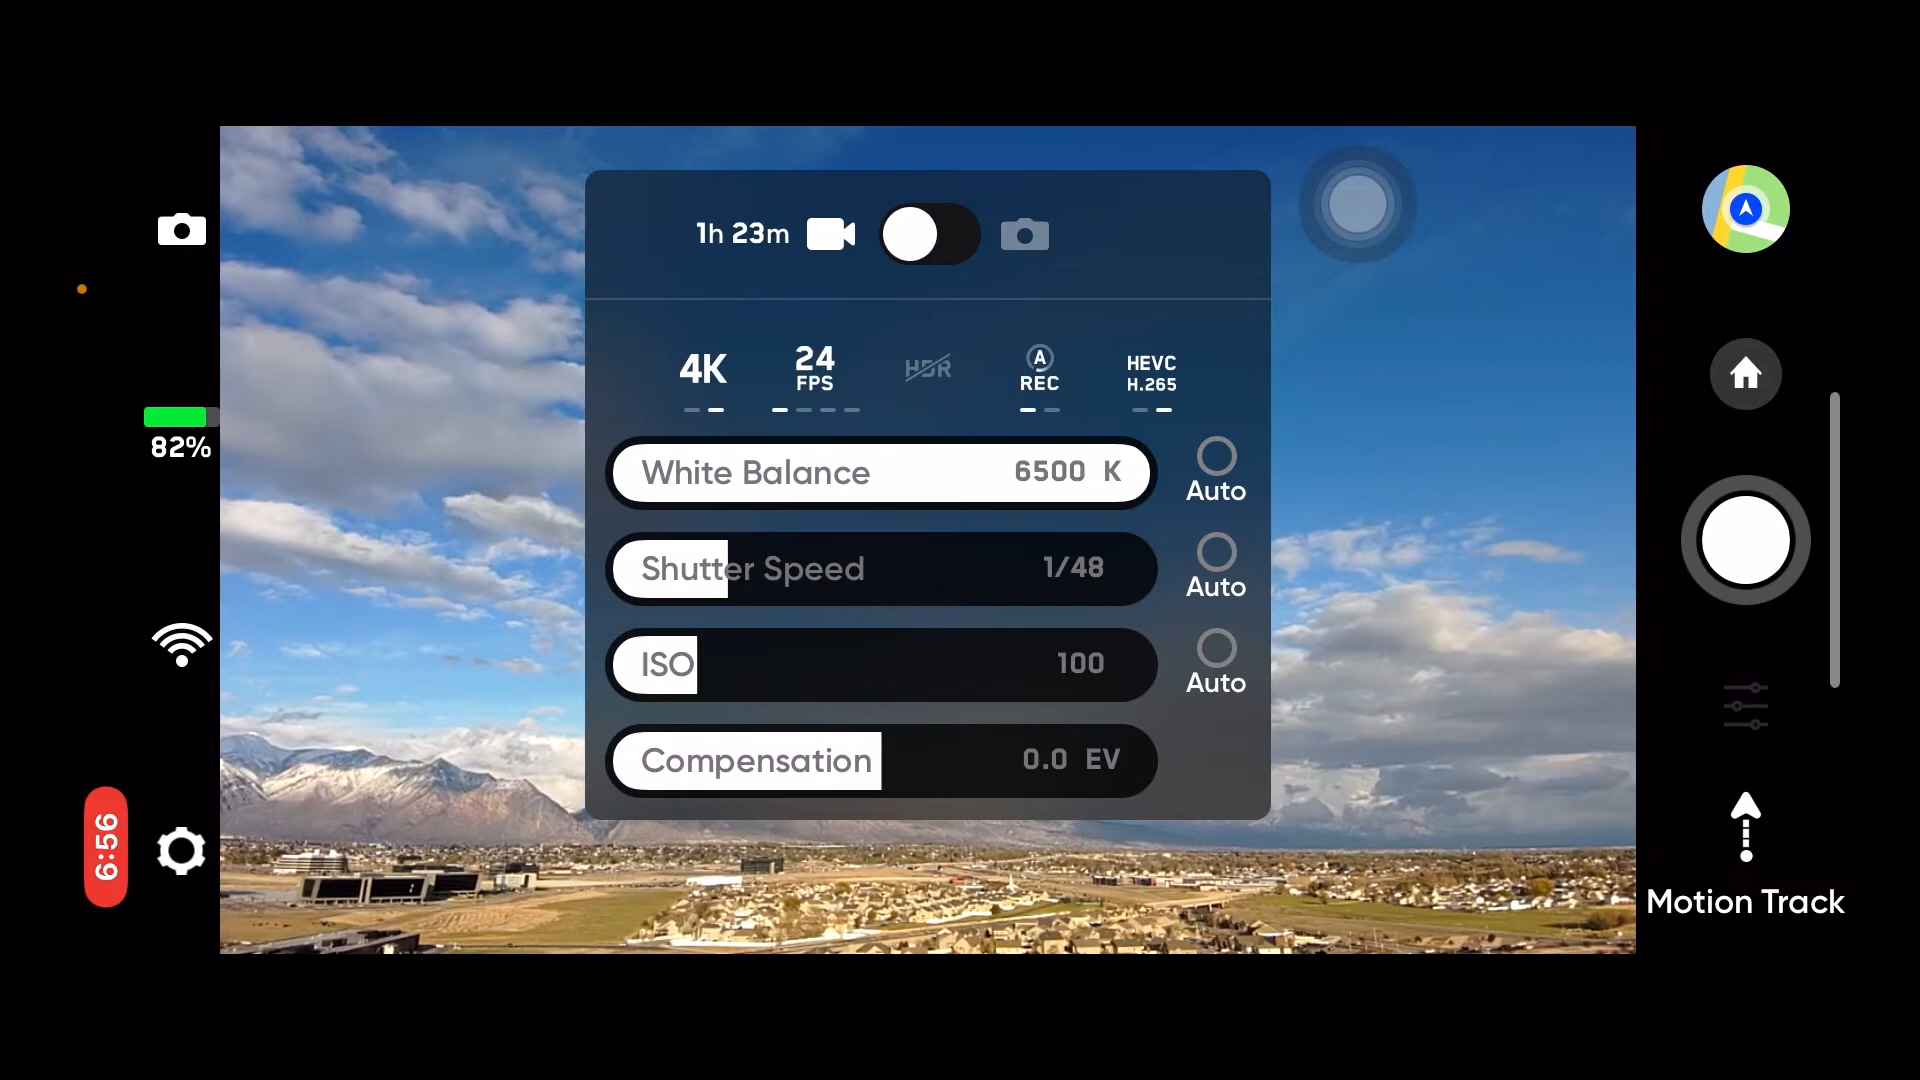 1h 23m
4K
24
FPS
HDR
A
REC
HEVC
H.265
White Balance 6500 K
Auto
Shutter Speed 1/48
Auto
ISO 100
Auto
Compensation 0.0 EV
82%
6:56
Motion Track